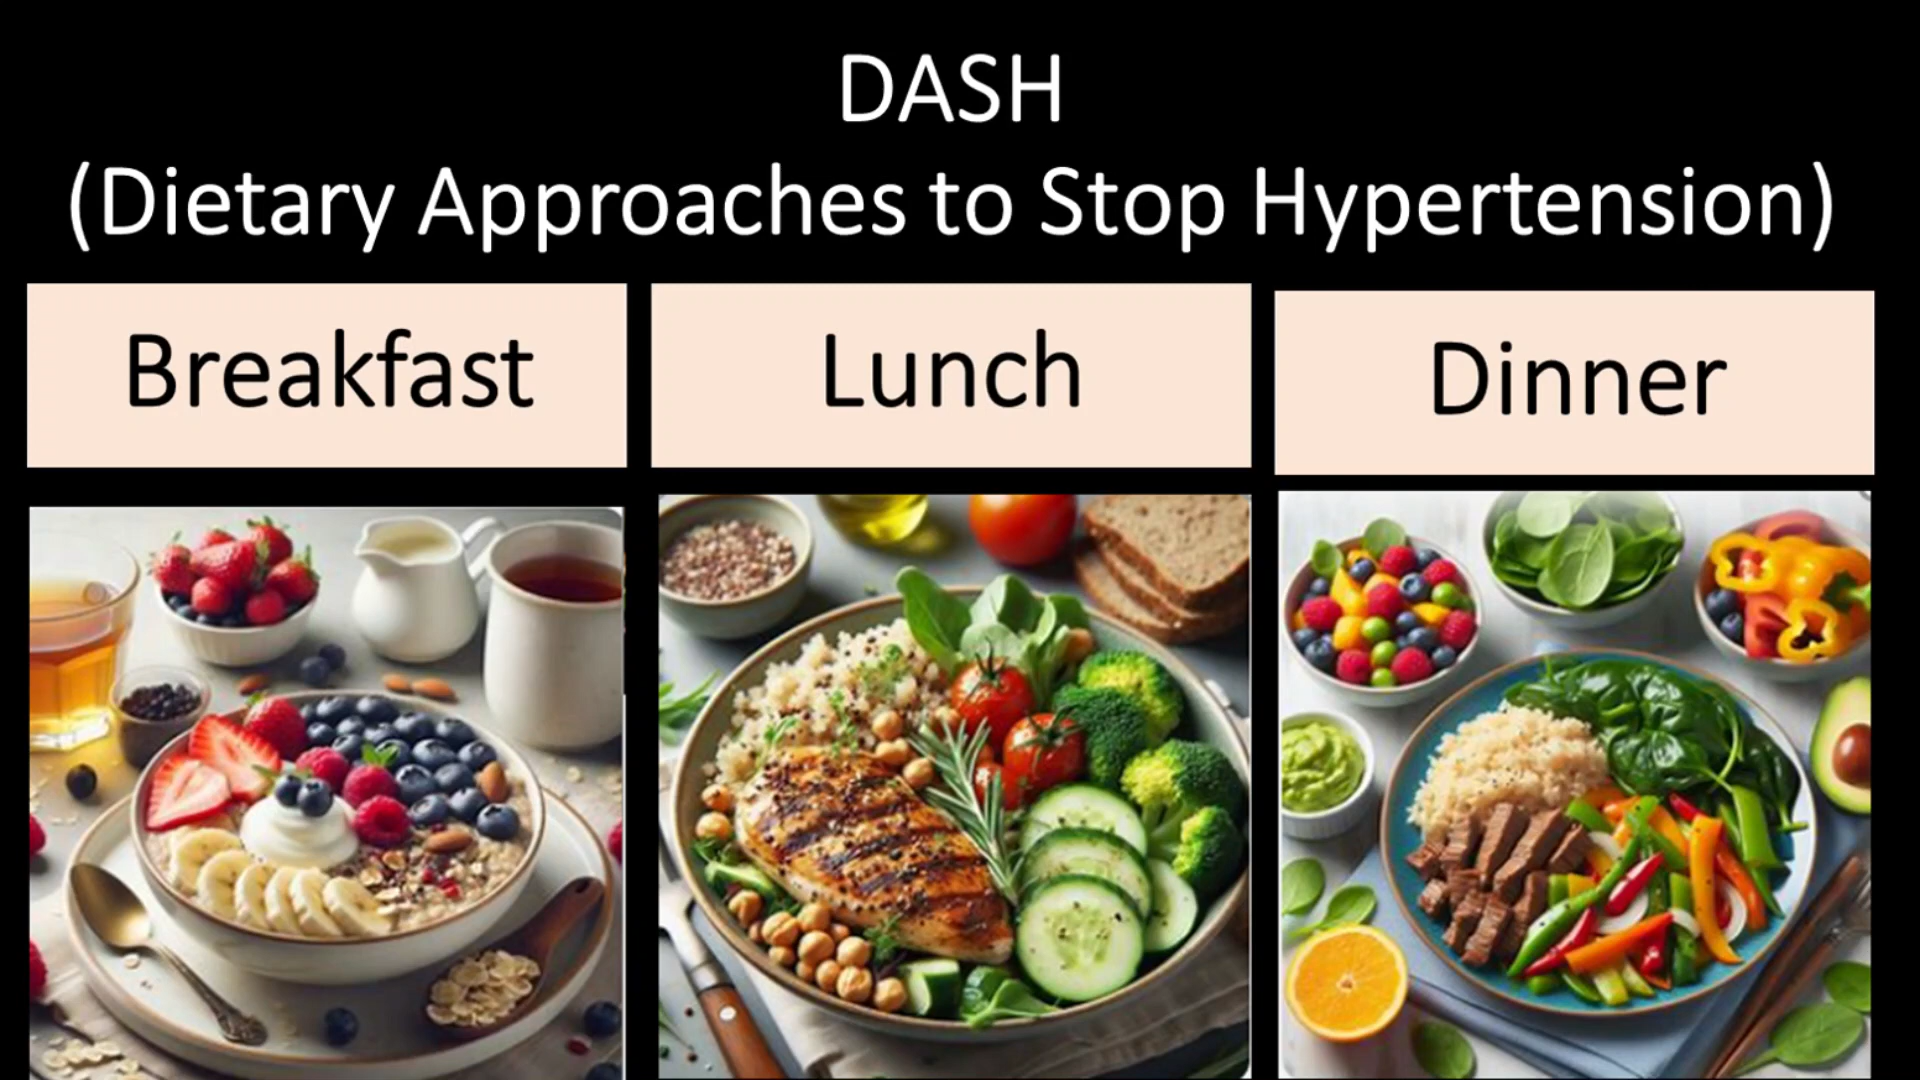 DASH
(Dietary Approaches to Stop Hypertension)
Breakfast
Lunch
Dinner